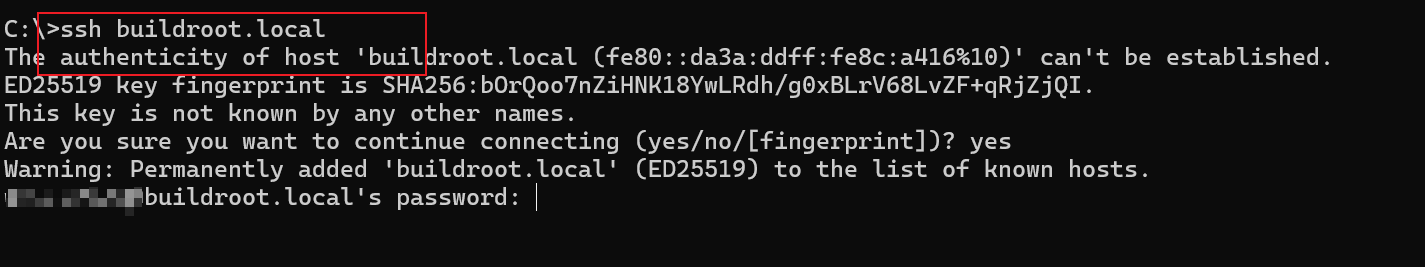 C:\>ssh buildroot.local
The authenticity of host 'buildroot.local (fe80::da3a:ddff:fe8c:a416%10)' can't be established.
ED25519 key fingerprint is SHA256:bOrQoo7nZiHNK18YwLRdh/g0xBLrV68LvZF+qRjZjQI.
This key is not known by any other names.
Are you sure you want to continue connecting (yes/no/[fingerprint])? yes
Warning: Permanently added 'buildroot.local' (ED25519) to the list of known hosts.
buildroot.local's password: